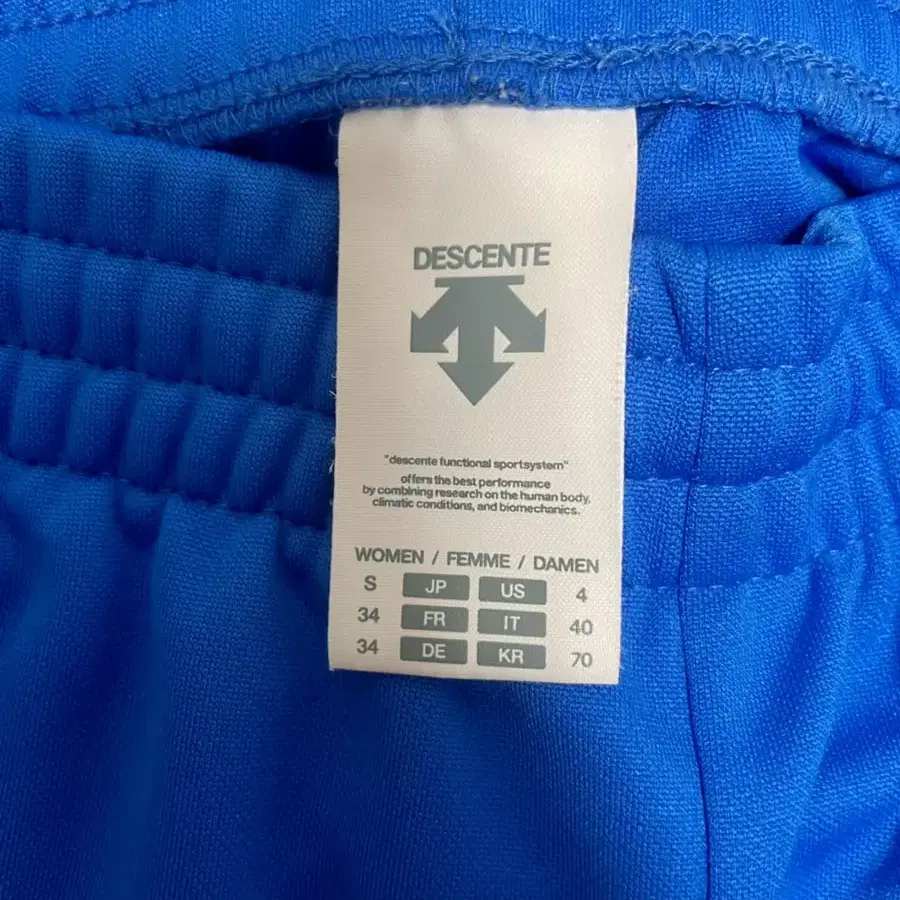 DESCENTE
"descente functional sportsystem"
offers the best performance
by combining research on the human body,
climatic conditions, and biomechanics.
WOMEN / FEMME / DAMEN
S JP US 4
34 FR IT 40
34 DE KR 70